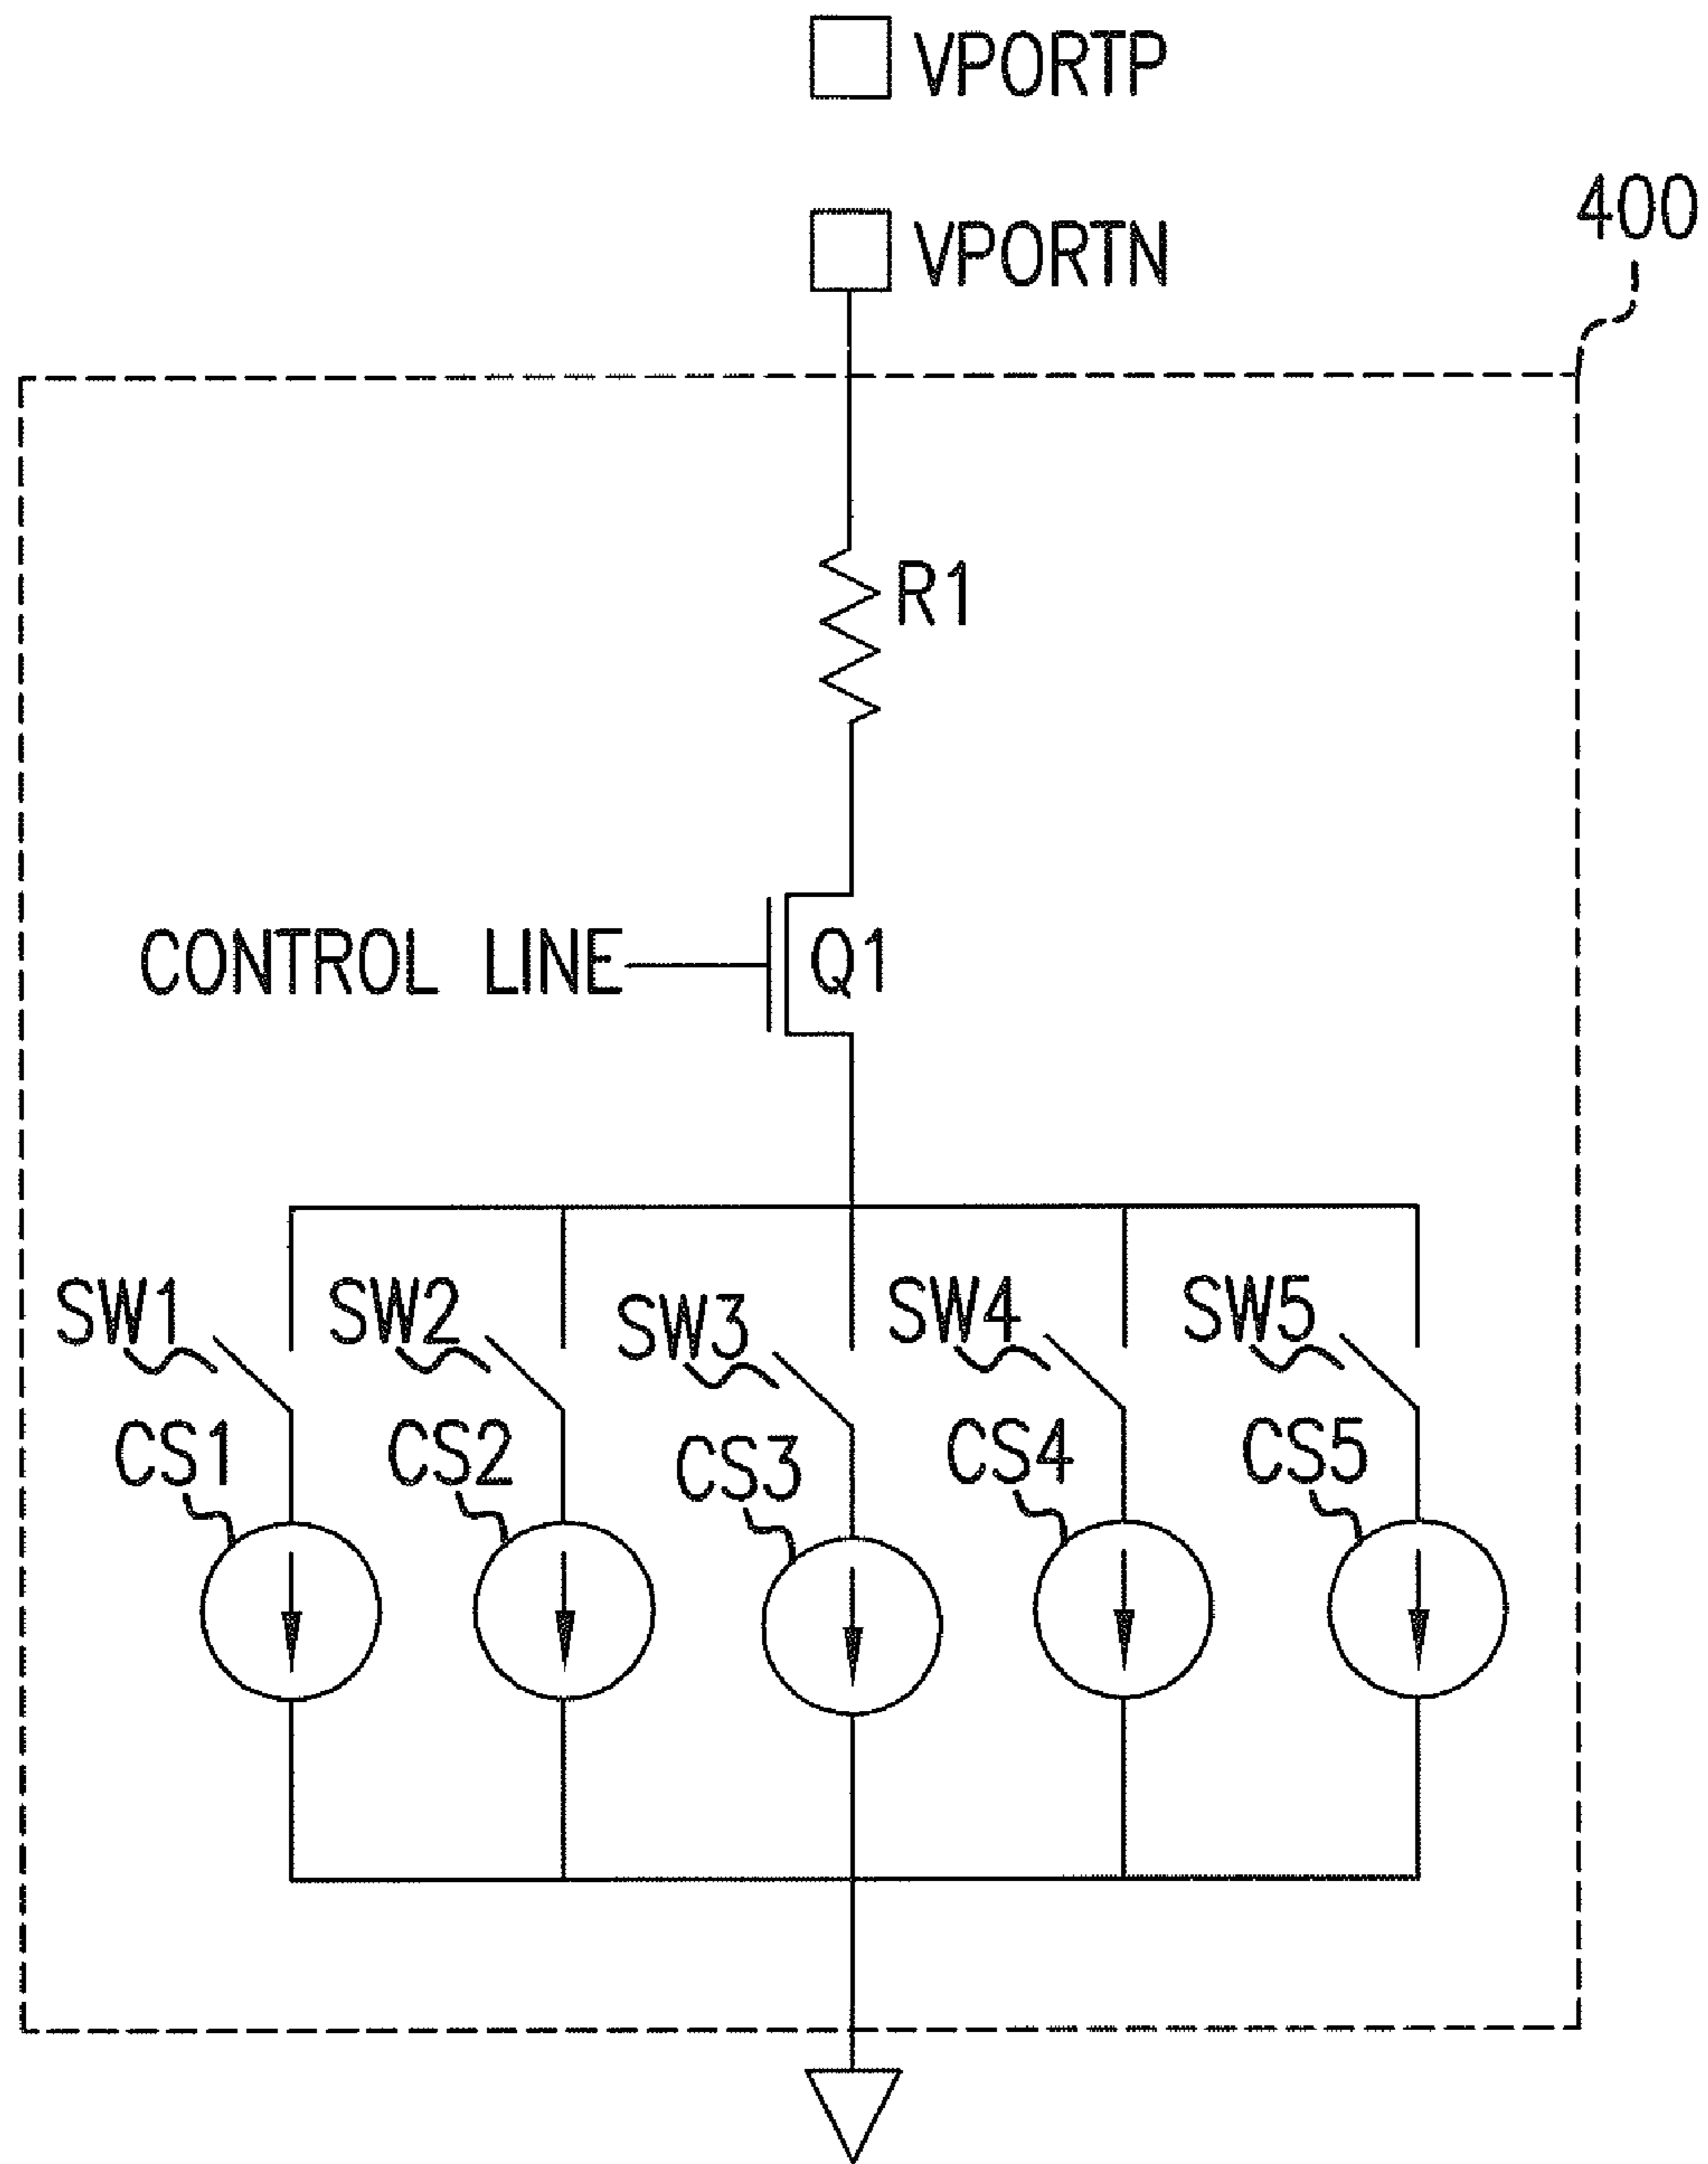 VPORTP
400
VPORTN
R1
CONTROL LINE
Q1
SW1
SW2
SW3
SW4
SW5
CS1
CS2
CS3
CS4
CS5